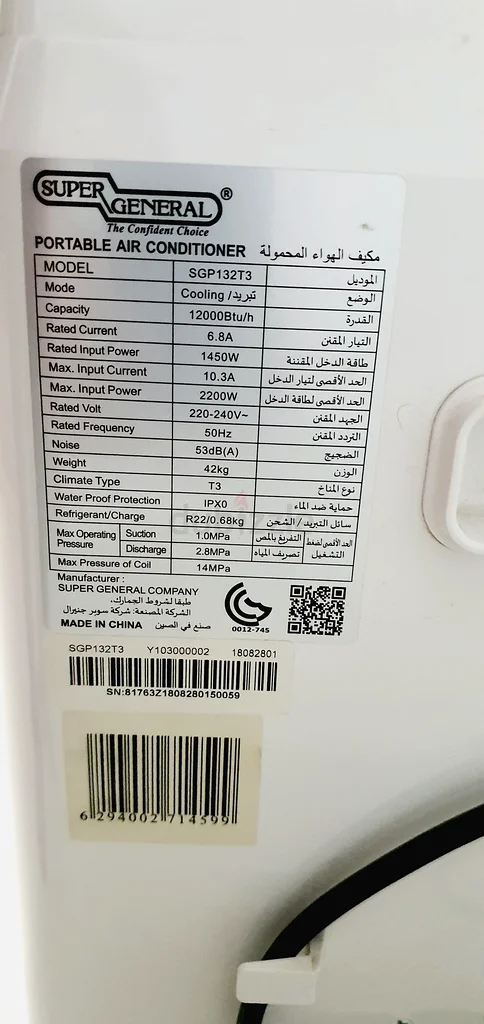 SUPER GENERAL®
The Confident Choice
PORTABLE AIR CONDITIONER مكيف الهواء المحمولة
MODEL SGP132T3 الموديل
Mode Cooling /تبريد الوضع
Capacity 12000Btu/h القدرة
Rated Current 6.8A التيار المقنن
Rated Input Power 1450W طاقة الدخل المقننة
Max. Input Current 10.3A الحد الأقصى لتيار الدخل
Max. Input Power 2200W الحد الأقصى لطاقة الدخل
Rated Volt 220-240V~ الجهد المقنن
Rated Frequency 50Hz التردد المقنن
Noise 53dB(A) الضجيج
Weight 42kg الوزن
Climate Type T3 نوع المناخ
Water Proof Protection IPX0 حماية ضد الماء
Refrigerant/Charge R22/0.68kg سائل التبريد/ الشحن
Max Operating Pressure Suction 1.0MPa التفريغ بالمص الحد الأقصى لضغط التشغيل
Discharge 2.8MPa تصريف المياه
Max Pressure of Coil 14MPa
Manufacturer :
SUPER GENERAL COMPANY
طبقا لشروط الجمارك.
الشركة المصنعة: شركة سوبر جنيرال
MADE IN CHINA صنع في الصين
0012-745
SGP132T3 Y103000002 18082801
SN:81763Z1808280150059
6 294002 714599